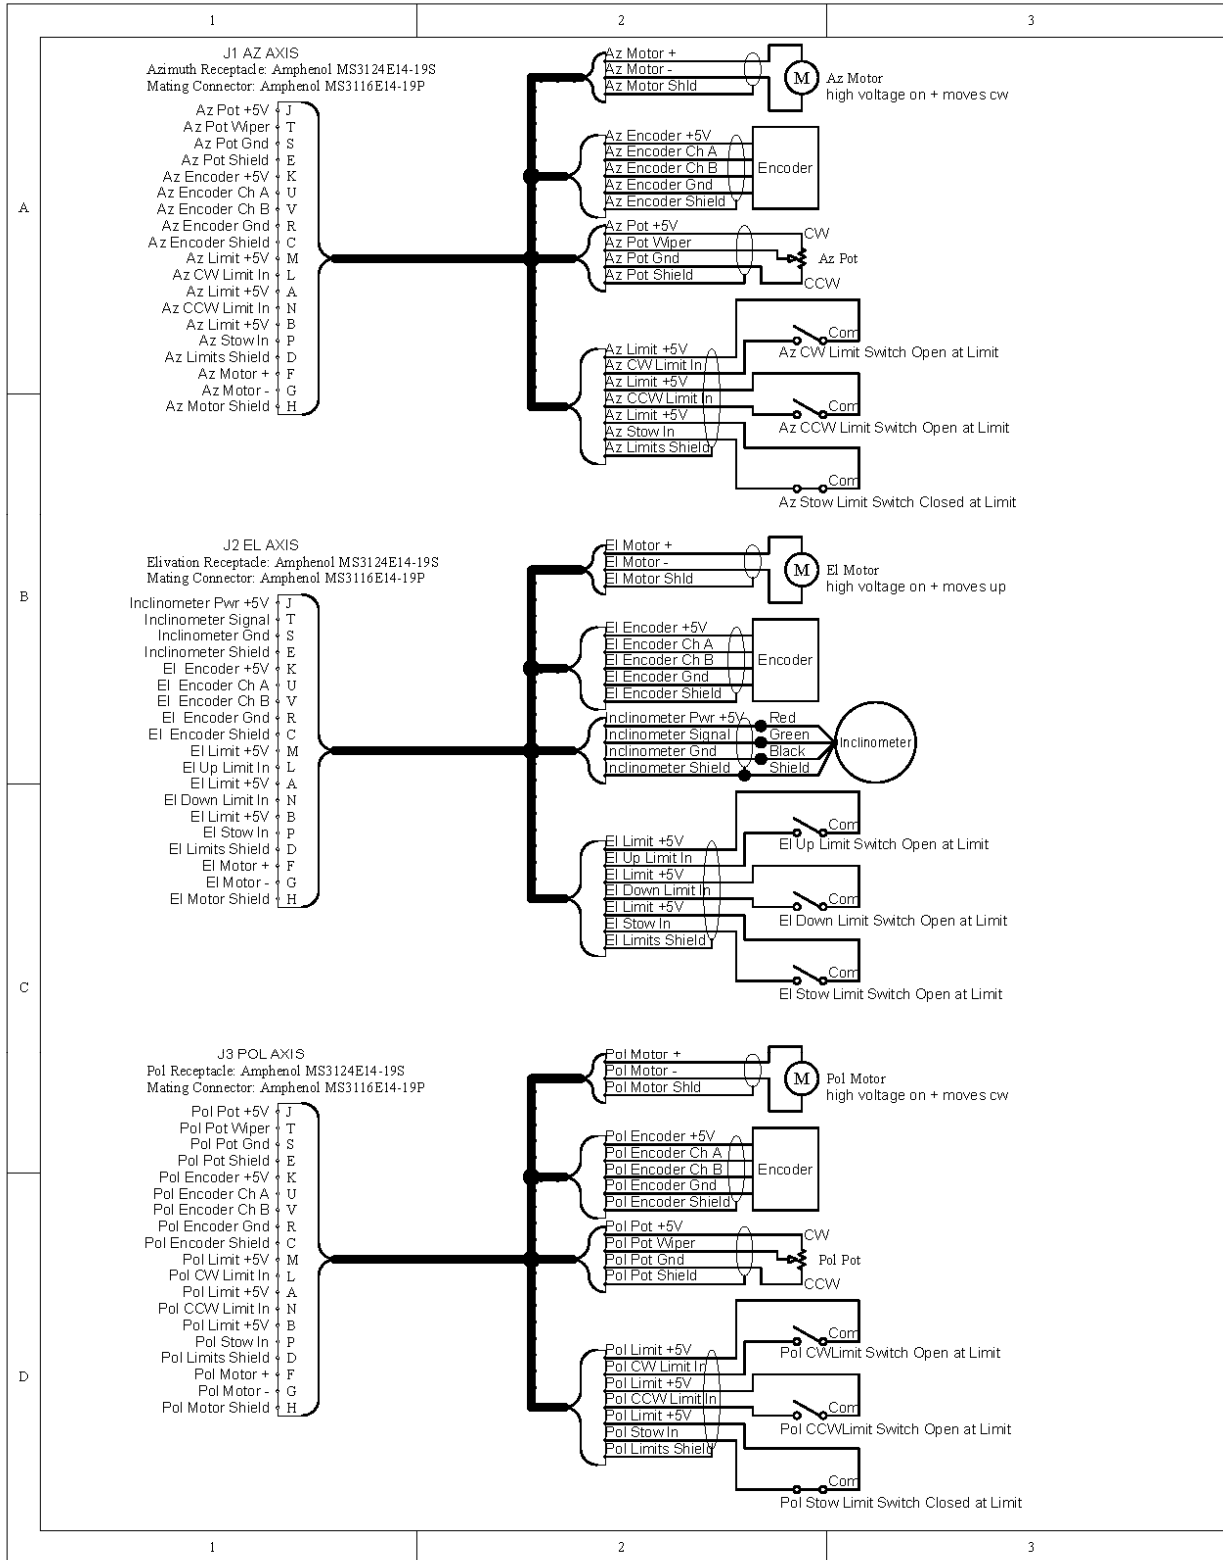 1 2 3
J1 AZ AXIS
Azimuth Receptacle: Amphenol MS3124E14-19S
Mating Connector: Amphenol MS3116E14-19P
Az Pot +5V J
Az Pot Wiper T
Az Pot Gnd S
Az Pot Shield E
Az Encoder +5V K
Az Encoder Ch A U
Az Encoder Ch B V
Az Encoder Gnd R
Az Encoder Shield C
Az Limit +5V M
Az CW Limit In L
Az Limit +5V A
Az CCW Limit In N
Az Limit +5V B
Az Stow In P
Az Limits Shield D
Az Motor + F
Az Motor - G
Az Motor Shield H
A
Az Motor +
Az Motor -
Az Motor Shld
M
Az Motor
high voltage on + moves cw
Az Encoder +5V
Az Encoder Ch A
Az Encoder Ch B
Az Encoder Gnd
Az Encoder Shield
Encoder
Az Pot +5V
Az Pot Wiper
Az Pot Gnd
Az Pot Shield
CW
Az Pot
CCW
Az Limit +5V
Az CW Limit In
Az Limit +5V
Az CCW Limit In
Az Limit +5V
Az Stow In
Az Limits Shield
Com
Az CW Limit Switch Open at Limit
Com
Az CCW Limit Switch Open at Limit
Com
Az Stow Limit Switch Closed at Limit
J2 EL AXIS
Elivation Receptacle: Amphenol MS3124E14-19S
Mating Connector: Amphenol MS3116E14-19P
B
Inclinometer Pwr +5V J
Inclinometer Signal T
Inclinometer Gnd S
Inclinometer Shield E
El Encoder +5V K
El Encoder Ch A U
El Encoder Ch B V
El Encoder Gnd R
El Encoder Shield C
El Limit +5V M
El Up Limit In L
El Limit +5V A
El Down Limit In N
El Limit +5V B
El Stow In P
El Limits Shield D
El Motor + F
El Motor - G
El Motor Shield H
El Motor +
El Motor -
El Motor Shld
M
El Motor
high voltage on + moves up
El Encoder +5V
El Encoder Ch A
El Encoder Ch B
El Encoder Gnd
El Encoder Shield
Encoder
Inclinometer Pwr +5V Red
Inclinometer Signal Green
Inclinometer Gnd Black
Inclinometer Shield Shield
Inclinometer
El Limit +5V
El Up Limit In
El Limit +5V
El Down Limit In
El Limit +5V
El Stow In
El Limits Shield
Com
El Up Limit Switch Open at Limit
Com
El Down Limit Switch Open at Limit
Com
El Stow Limit Switch Open at Limit
C
J3 POL AXIS
Pol Receptacle: Amphenol MS3124E14-19S
Mating Connector: Amphenol MS3116E14-19P
Pol Pot +5V J
Pol Pot Wiper T
Pol Pot Gnd S
Pol Pot Shield E
Pol Encoder +5V K
Pol Encoder Ch A U
Pol Encoder Ch B V
Pol Encoder Gnd R
Pol Encoder Shield C
Pol Limit +5V M
Pol CW Limit In L
Pol Limit +5V A
Pol CCW Limit In N
Pol Limit +5V B
Pol Stow In P
Pol Limits Shield D
Pol Motor + F
Pol Motor - G
Pol Motor Shield H
Pol Motor +
Pol Motor -
Pol Motor Shld
M
Pol Motor
high voltage on + moves cw
Pol Encoder +5V
Pol Encoder Ch A
Pol Encoder Ch B
Pol Encoder Gnd
Pol Encoder Shield
Encoder
Pol Pot +5V
Pol Pot Wiper
Pol Pot Gnd
Pol Pot Shield
CW
Pol Pot
CCW
Pol Limit +5V
Pol CW Limit In
Pol Limit +5V
Pol CCW Limit In
Pol Limit +5V
Pol Stow In
Pol Limits Shield
Com
Pol CWLimit Switch Open at Limit
Com
Pol CCWLimit Switch Open at Limit
Com
Pol Stow Limit Switch Closed at Limit
D
1 2 3